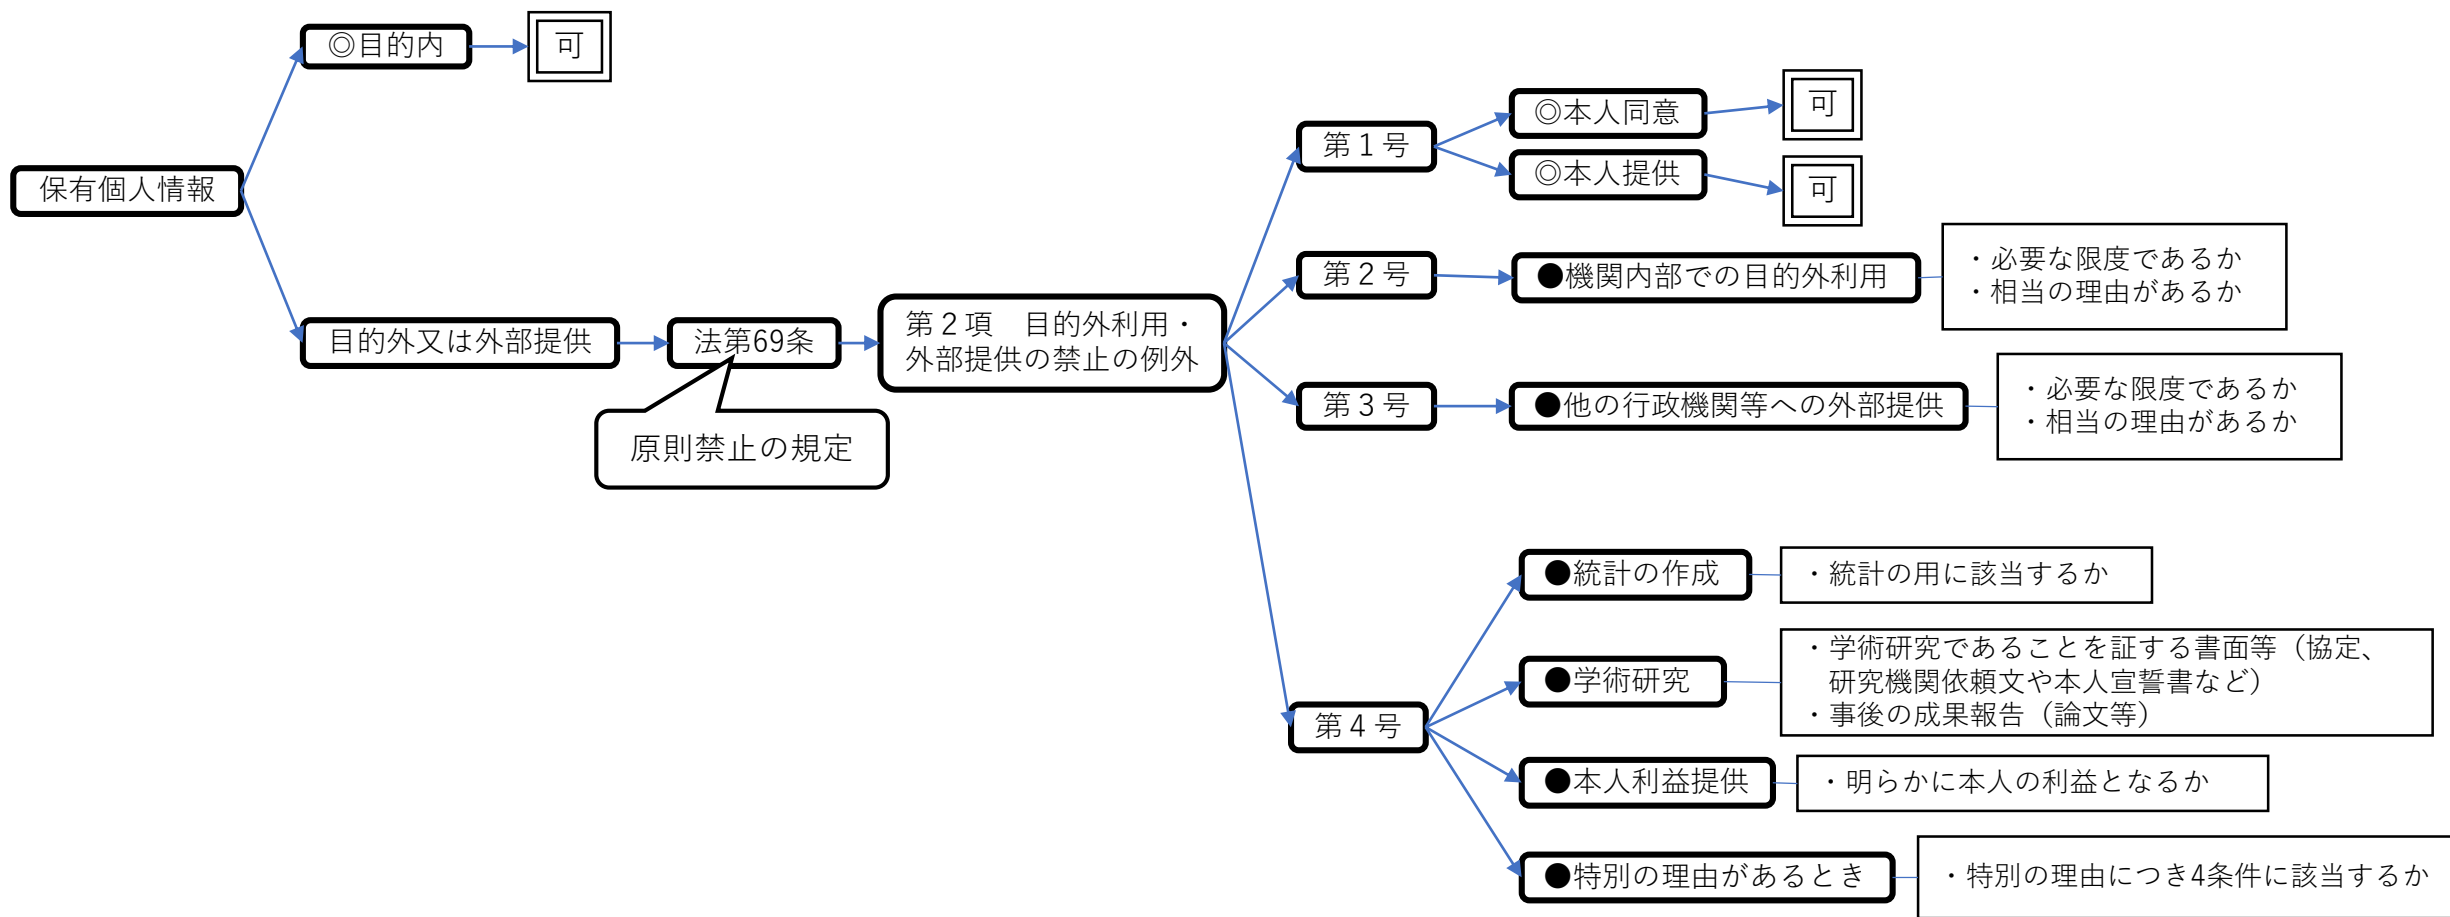 ◎目的内
可
保有個人情報
目的外又は外部提供
法第69条
原則禁止の規定
第２項　目的外利用・
外部提供の禁止の例外
第１号
◎本人同意
可
◎本人提供
可
第２号
●機関内部での目的外利用
・必要な限度であるか
・相当の理由があるか
第３号
●他の行政機関等への外部提供
・必要な限度であるか
・相当の理由があるか
第４号
●統計の作成
・統計の用に該当するか
●学術研究
・学術研究であることを証する書面等（協定、
研究機関依頼文や本人宣誓書など）
・事後の成果報告（論文等）
●本人利益提供
・明らかに本人の利益となるか
●特別の理由があるとき
・特別の理由につき4条件に該当するか